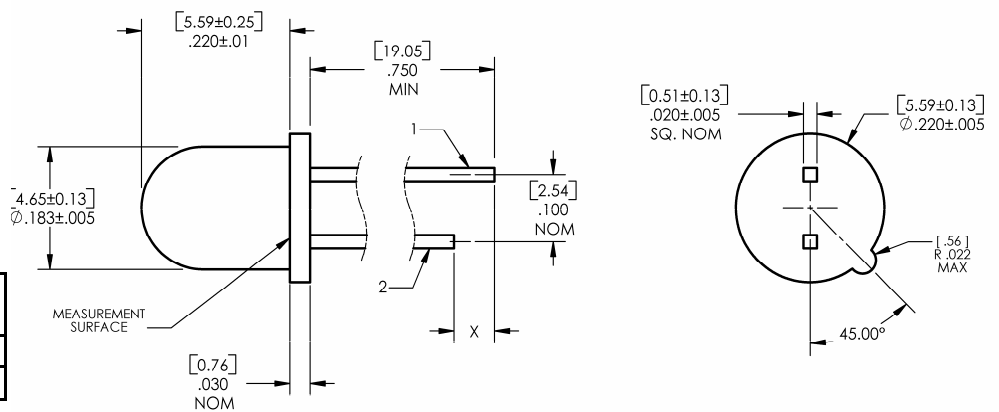 [5.59±0.25]
.220±.01
[19.05]
.750
MIN
1
[0.51±0.13]
.020±.005
SQ. NOM
[5.59±0.13]
Ø.220±.005
4.65±0.13]
Ø.183±.005
[2.54]
.100
NOM
[.56]
R .022
MAX
2
MEASUREMENT
SURFACE
X
45.00°
[0.76]
.030
NOM